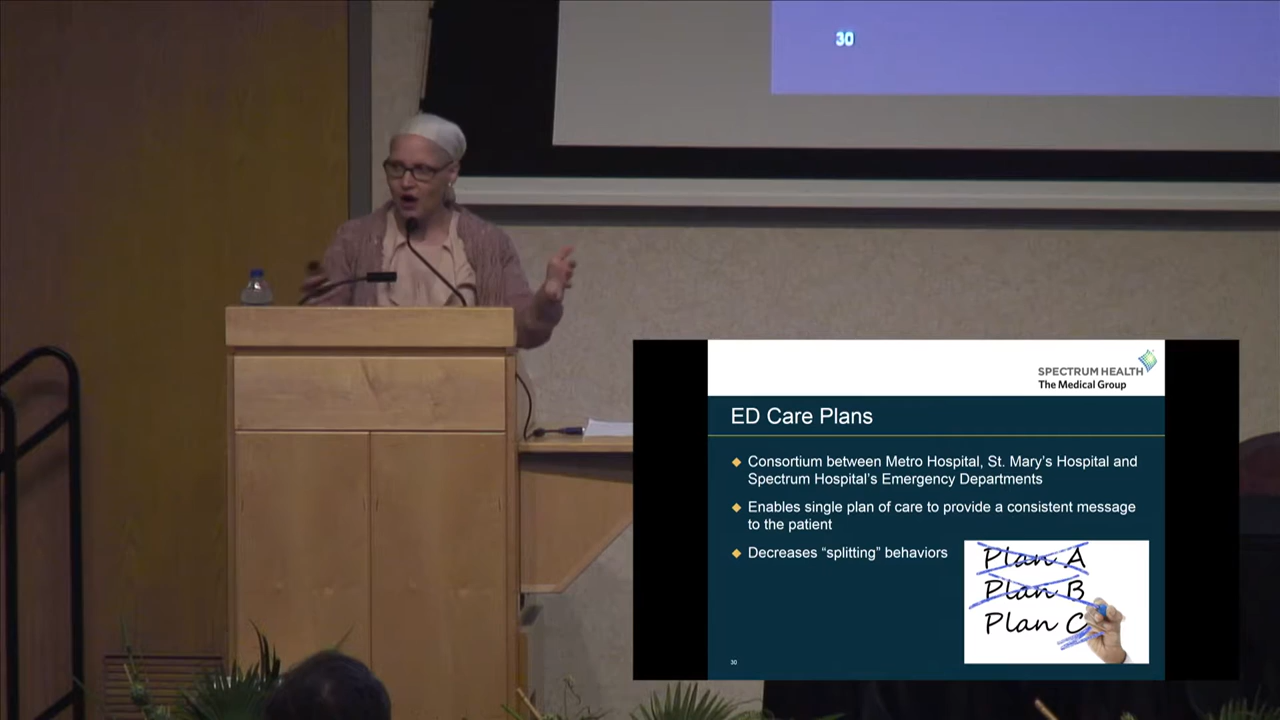 30
SPECTRUM HEALTH
The Medical Group
ED Care Plans
Consortium between Metro Hospital, St. Mary's Hospital and
Spectrum Hospital's Emergency Departments
Enables single plan of care to provide a consistent message
to the patient
Decreases “splitting” behaviors
Plan A
Plan B
Plan C
30